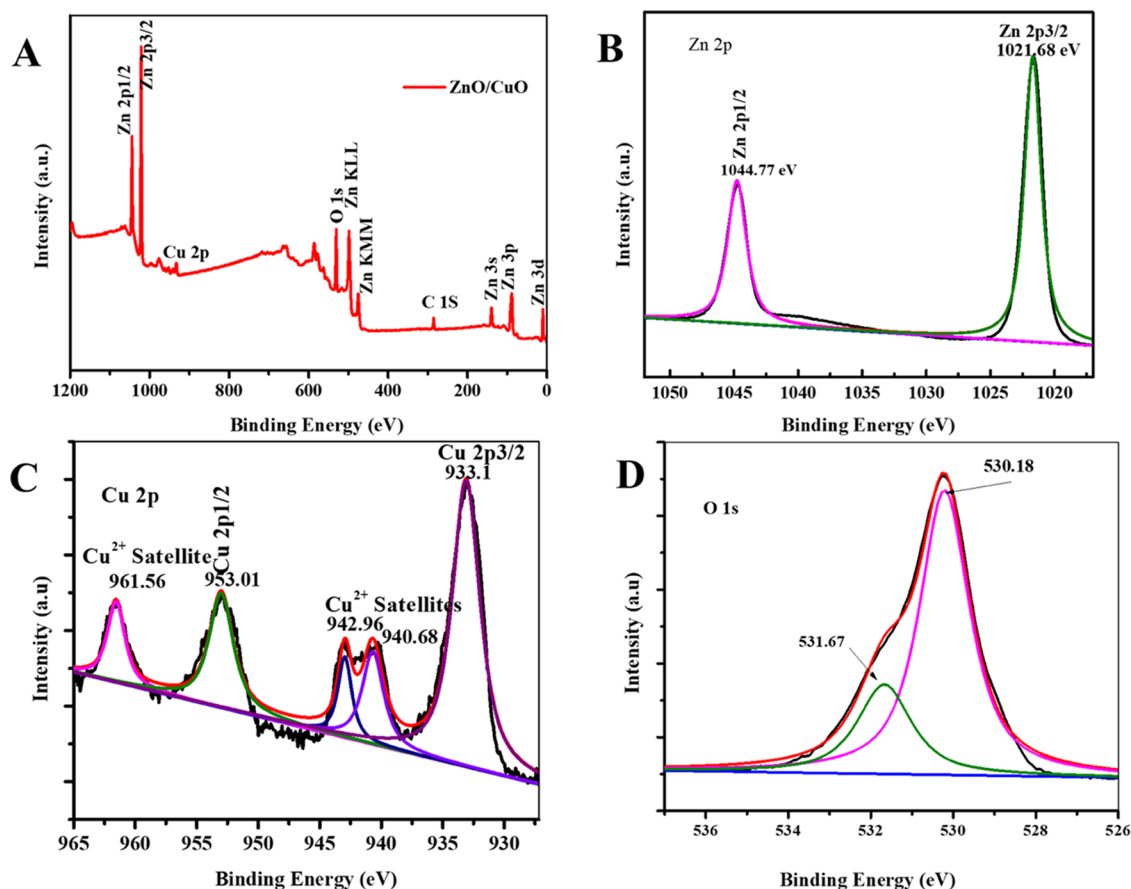 A
Zn 2p1/2
Zn 2p3/2
ZnO/CuO
Cu 2p
O 1s
Zn KLL
Zn KMM
C 1S
Zn 3s
Zn 3p
Zn 3d
Intensity (a.u.)
1200 1000 800 600 400 200 0
Binding Energy (eV)
B
Zn 2p
Zn 2p3/2
1021.68 eV
Zn 2p1/2
1044.77 eV
Intensity (a.u.)
1050 1045 1040 1035 1030 1025 1020
Binding Energy (eV)
C
Cu 2p
Cu 2p3/2
933.1
Cu²⁺ Satellite
961.56
Cu 2p1/2
953.01
Cu²⁺ Satellites
942.96
940.68
Intensity (a.u)
965 960 955 950 945 940 935 930
Binding Energy (eV)
D
O 1s
530.18
531.67
Intensity (a.u)
536 534 532 530 528 526
Binding Energy (eV)